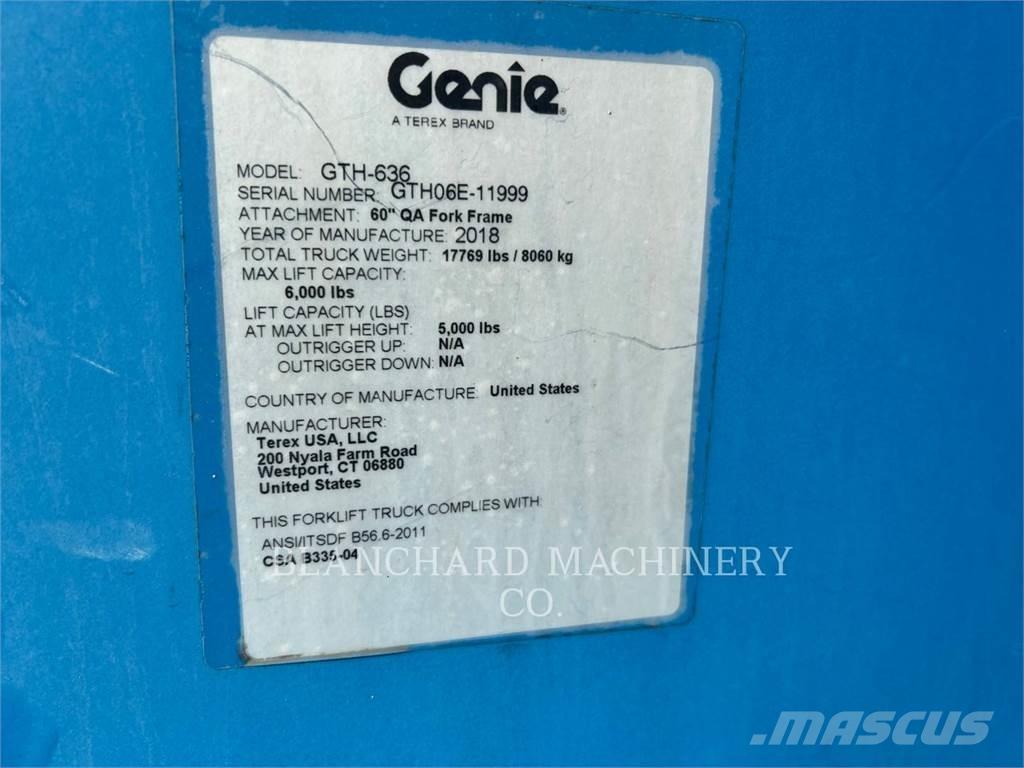 Genie®
A TEREX BRAND
MODEL: GTH-636
SERIAL NUMBER: GTH06E-11999
ATTACHMENT: 60" QA Fork Frame
YEAR OF MANUFACTURE: 2018
TOTAL TRUCK WEIGHT: 17769 lbs / 8060 kg
MAX LIFT CAPACITY:
6,000 lbs
LIFT CAPACITY (LBS)
AT MAX LIFT HEIGHT: 5,000 lbs
OUTRIGGER UP: N/A
OUTRIGGER DOWN: N/A
COUNTRY OF MANUFACTURE: United States
MANUFACTURER:
Terex USA, LLC
200 Nyala Farm Road
Westport, CT 06880
United States
THIS FORKLIFT TRUCK COMPLIES WITH:
ANSI/ITSDF B56.6-2011
CSA B335-04
BLANCHARD MACHINERY
CO.
MASCUS